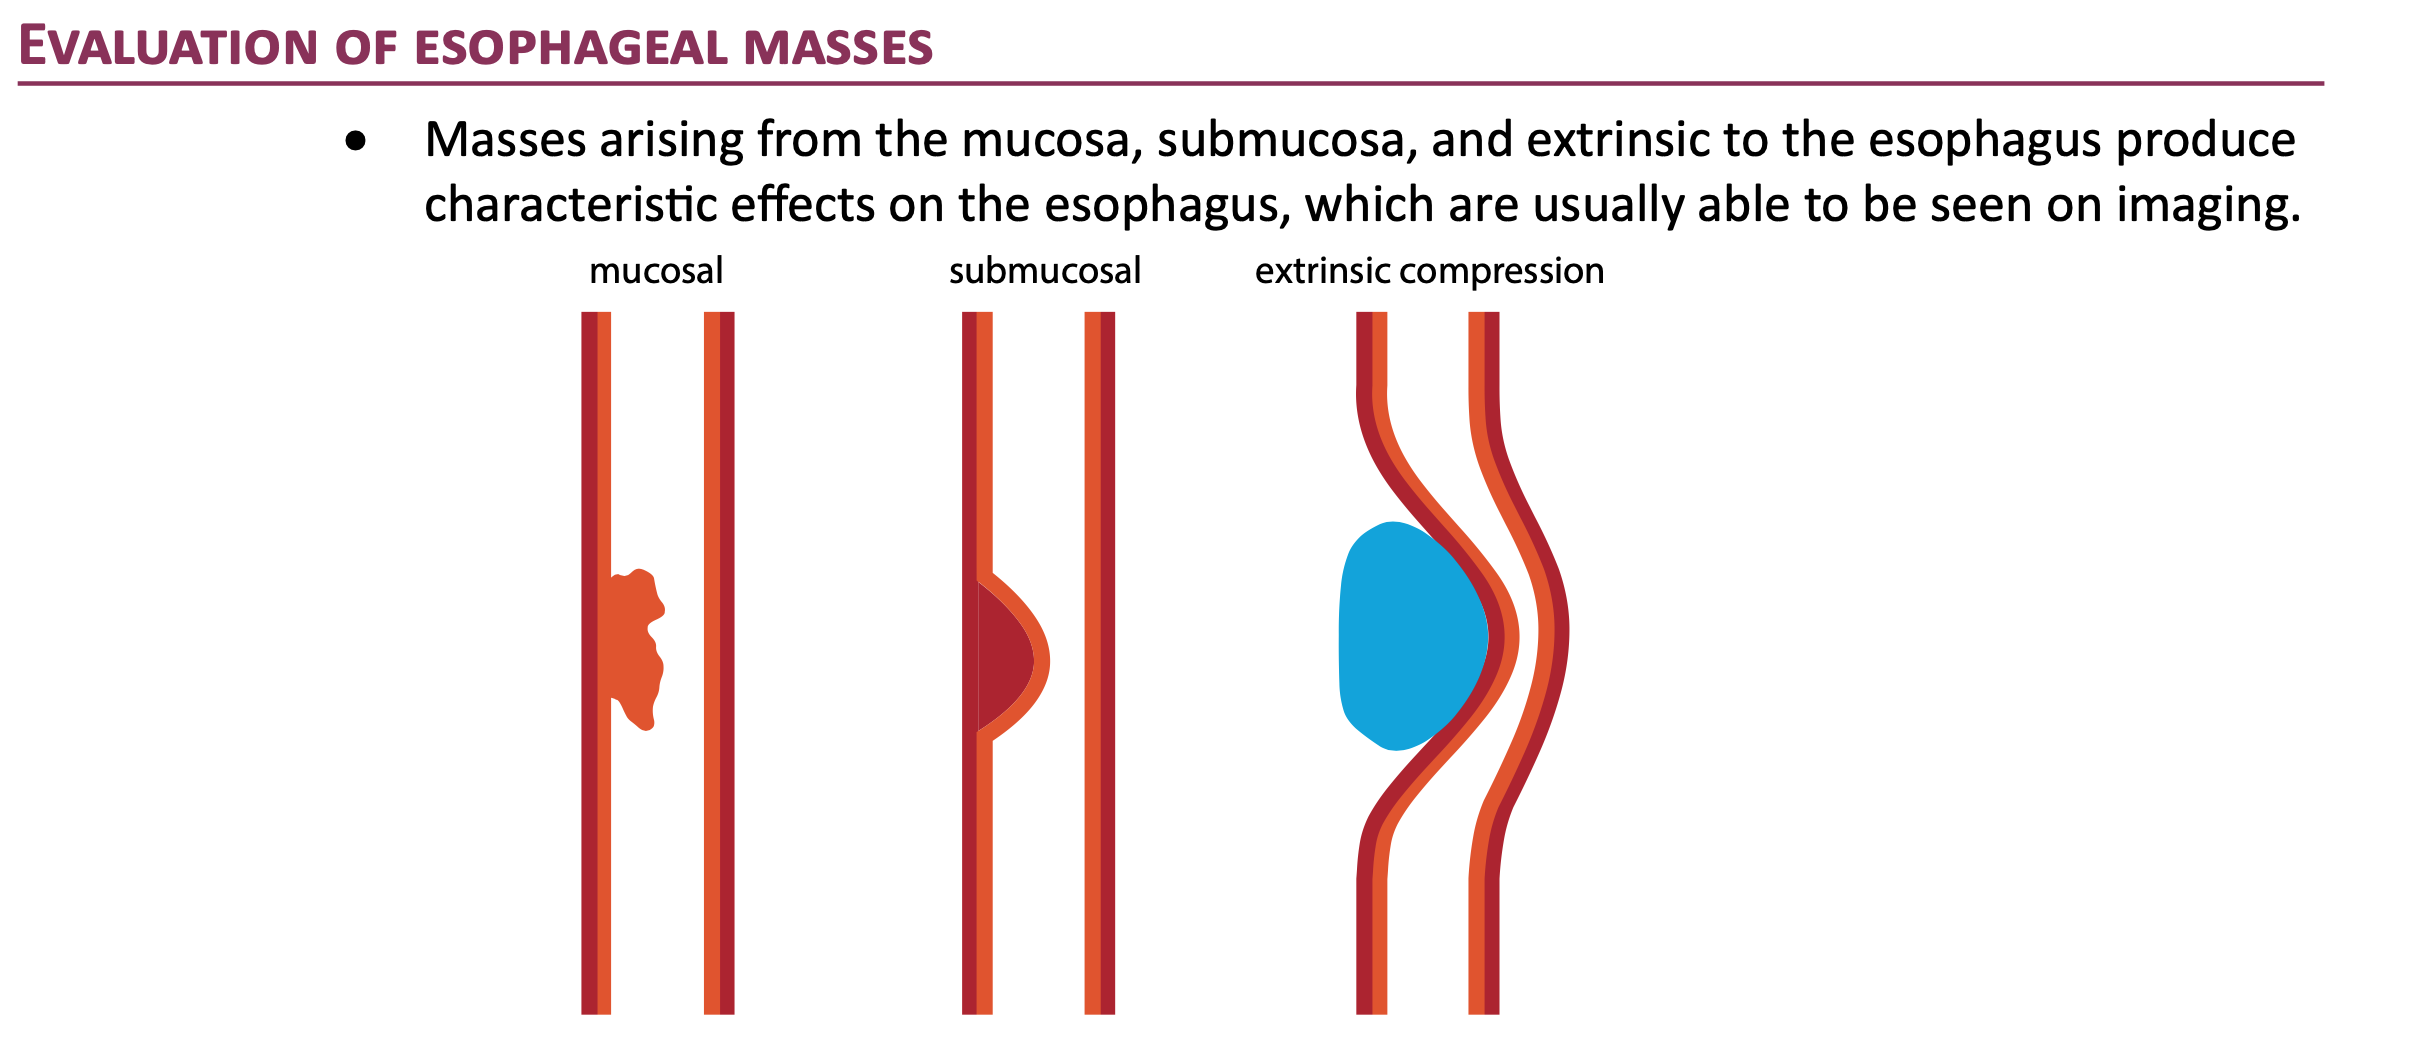 EVALUATION OF ESOPHAGEAL MASSES
• Masses arising from the mucosa, submucosa, and extrinsic to the esophagus produce
characteristic effects on the esophagus, which are usually able to be seen on imaging.
mucosal submucosal extrinsic compression